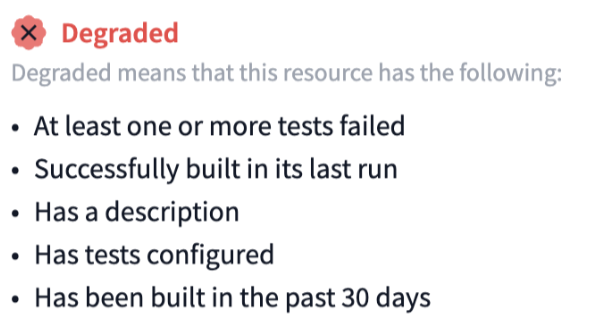 Degraded
Degraded means that this resource has the following:
• At least one or more tests failed
• Successfully built in its last run
• Has a description
• Has tests configured
• Has been built in the past 30 days